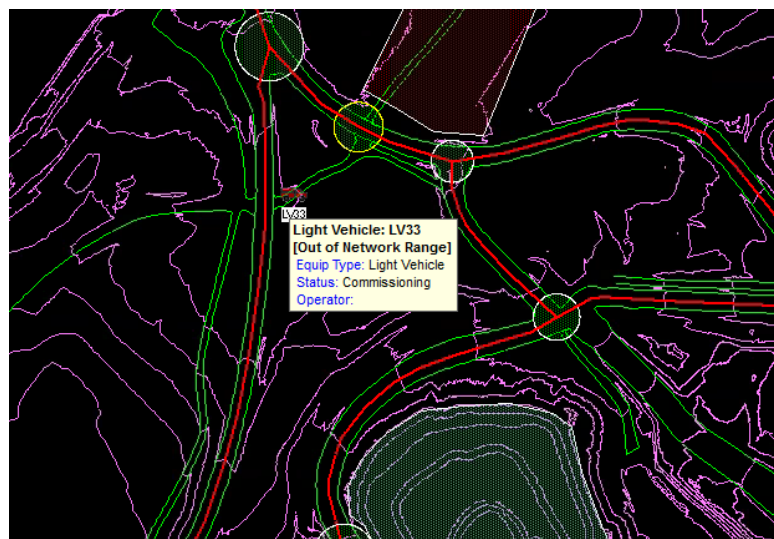 LV33
Light Vehicle: LV33
[Out of Network Range]
Equip Type: Light Vehicle
Status: Commissioning
Operator: